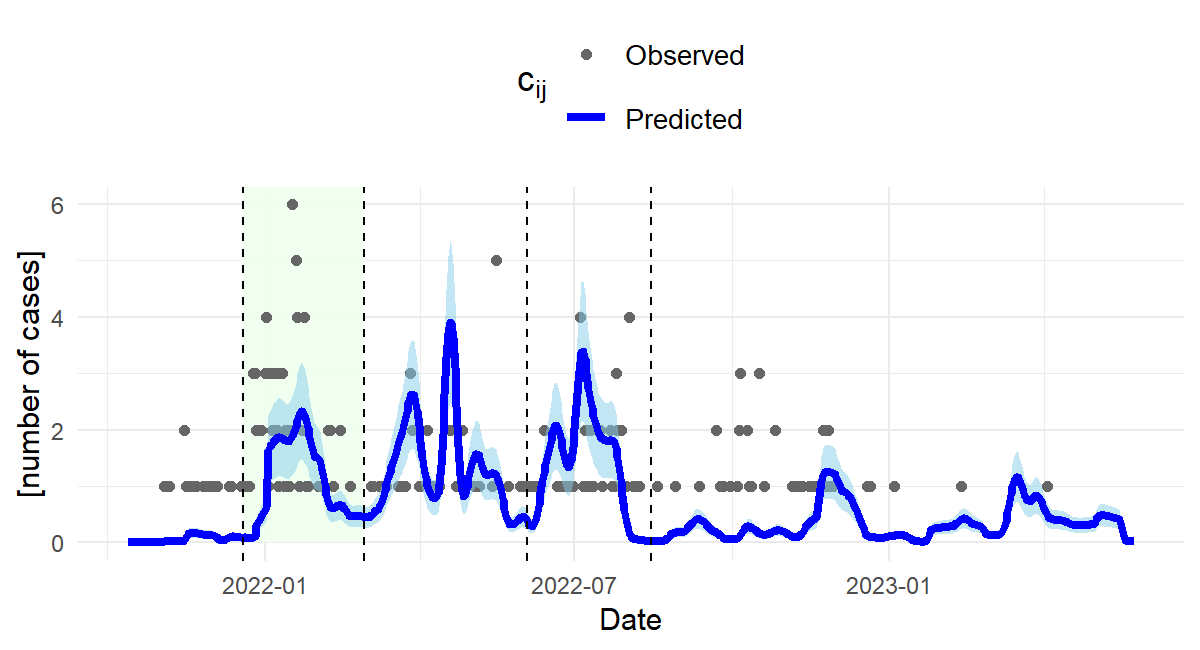 Observed
c_ij
Predicted
[number of cases]
6
4
2
0
2022-01
2022-07
2023-01
Date